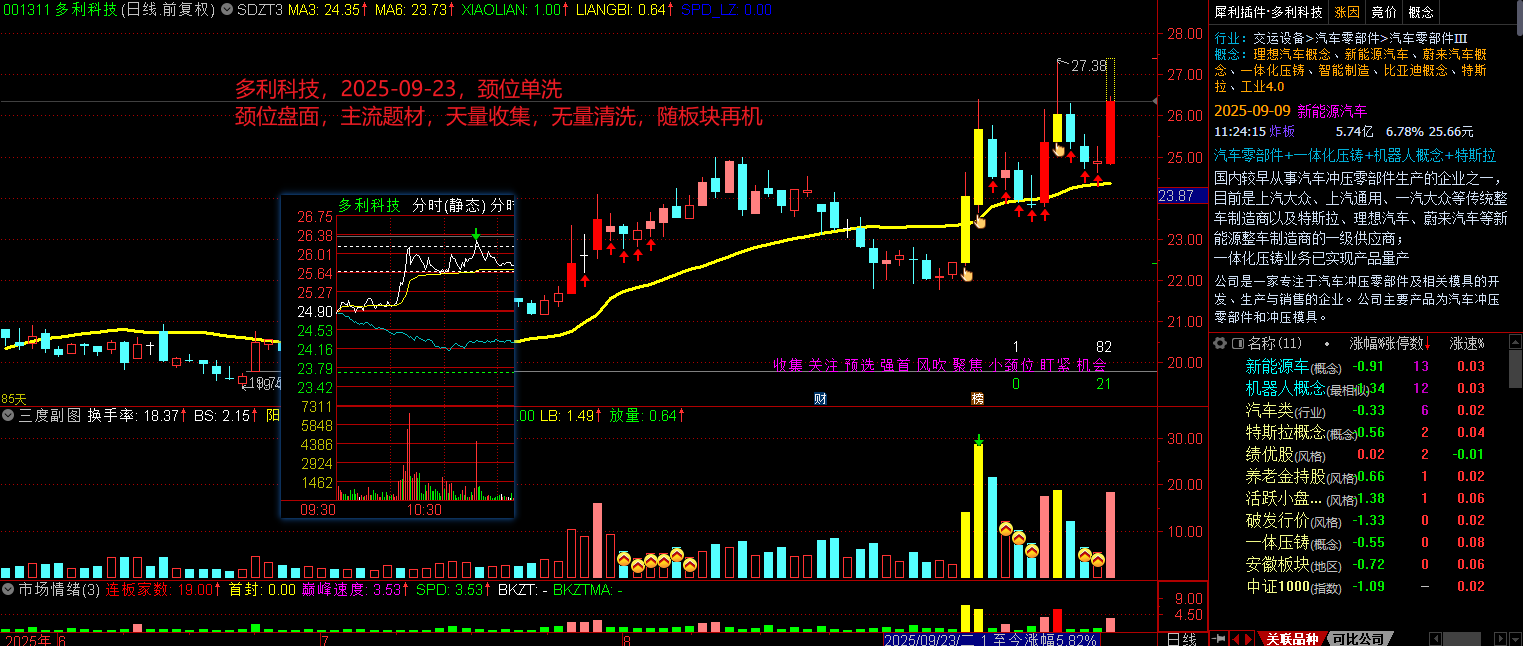 001311 多利科技(日线.前复权) SDZT3 MA3: 24.35↑ MA6: 23.73↑ XIAOLIAN: 1.00↑ LIANGBI: 0.64↑ SPD_LZ 0.00
多利科技，2025-09-23，颈位单洗
颈位盘面，主流题材，天量收集，无量清洗，随板块再机
27.38
28.00
27.00
26.00
25.00
23.87
23.00
22.00
21.00
20.00
多利科技 分时(静态)
26.75
26.38
26.01
25.64
25.27
24.90
24.53
24.16
23.79
23.42
7311
5848
4386
2924
1462
09:30 10:30
1 82
收集 关注 预选 强首 风吹 聚焦 小颈位 盯紧 机会
0 21
财 榜
85天
三度副图 换手率: 18.37↑ BS: 2.15↑ 阳
.00 LB: 1.49↑ 放量: 0.64↑
30.00
20.00
10.00
市场情绪(3) 连板家数: 19.00↑ 首封: 0.00 巅峰速度: 3.53↑ SPD: 3.53↑ BKZT: - BKZTMA: -
9.00
4.50
2025年 6 7 8 2025/09/23/二 1 至今涨幅5.82% 日线
犀利插件·多利科技 涨因 竞价 概念
行业: 交运设备>汽车零部件>汽车零部件Ⅲ
概念: 理想汽车概念、新能源汽车、蔚来汽车概
念、一体化压铸、智能制造、比亚迪概念、特斯
拉、工业4.0
2025-09-09 新能源汽车
11:24:15 炸板 5.74亿 6.78% 25.66元
汽车零部件+一体化压铸+机器人概念+特斯拉
国内较早从事汽车冲压零部件生产的企业之一，
目前是上汽大众、上汽通用、一汽大众等传统整
车制造商以及特斯拉、理想汽车、蔚来汽车等新
能源整车制造商的一级供应商；
一体化压铸业务已实现产品量产
公司是一家专注于汽车冲压零部件及相关模具的开
发、生产与销售的企业。公司主要产品为汽车冲压
零部件和冲压模具。
名称(11) • 涨幅% 涨停数↓ 涨速%
新能源车(概念) -0.91 13 0.03
机器人概念(最相似) 1.34 12 0.03
汽车类(行业) -0.33 6 0.02
特斯拉概念(概念) 0.56 2 0.04
绩优股(风格) 0.02 2 -0.01
养老金持股(风格) 0.66 1 0.02
活跃小盘...(风格) 1.38 1 0.06
破发行价(风格) -1.33 0 0.02
一体压铸(概念) -0.55 0 0.08
安徽板块(地区) -0.72 0 0.06
中证1000(指数) -1.09 – 0.02
关联品种 可比公司